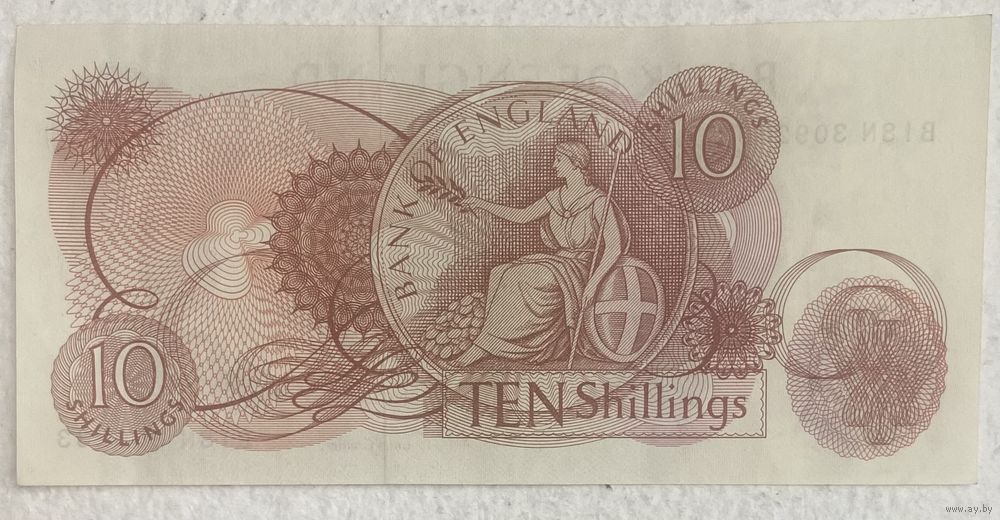 BANK OF ENGLAND
10
SHILLINGS
10
SHILLINGS
TEN Shillings
www.ay.by